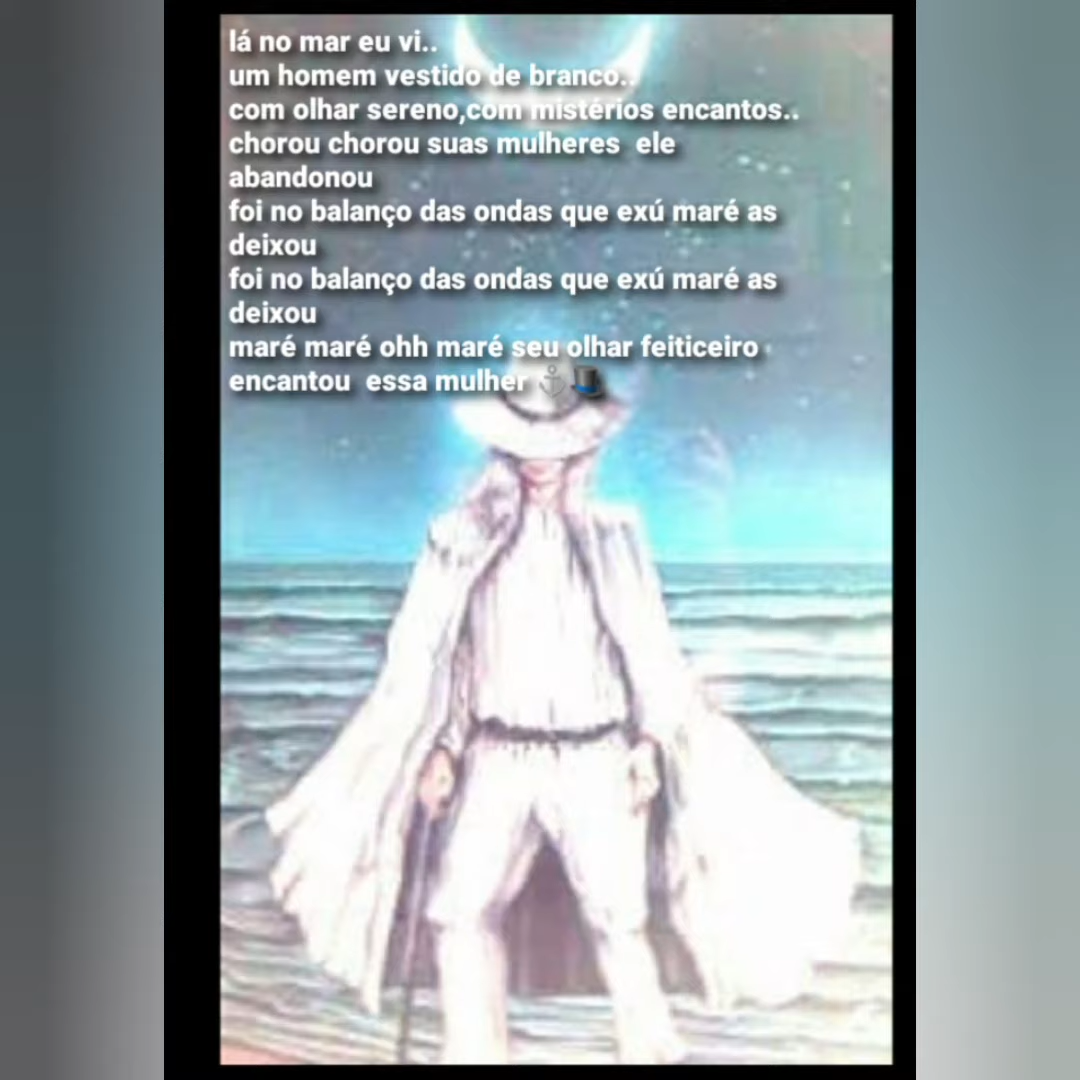 lá no mar eu vi..
um homem vestido de branco..
com olhar sereno,com mistérios encantos..
chorou chorou suas mulheres  ele
abandonou
foi no balanço das ondas que exú maré as
deixou
foi no balanço das ondas que exú maré as
deixou
maré maré ohh maré seu olhar feiticeiro
encantou  essa mulher ⚓🎩